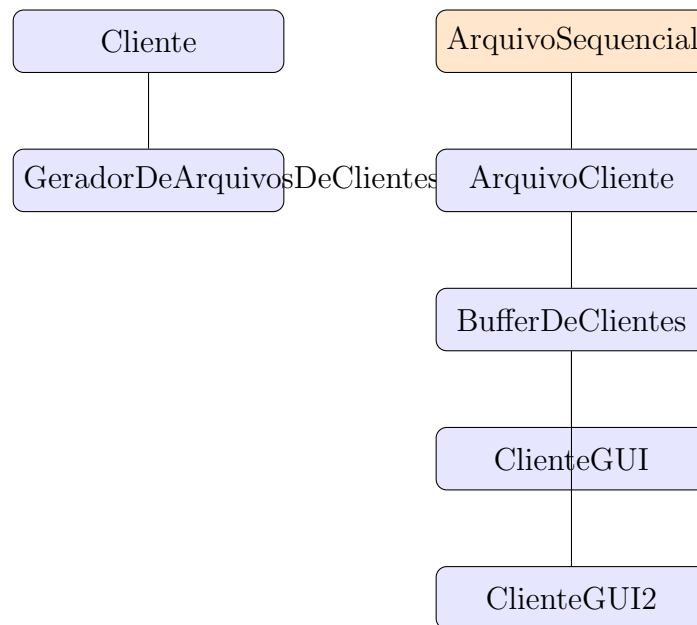 Cliente
ArquivoSequencial
GeradorDeArquivosDeClientes
ArquivoCliente
BufferDeClientes
ClienteGUI
ClienteGUI2